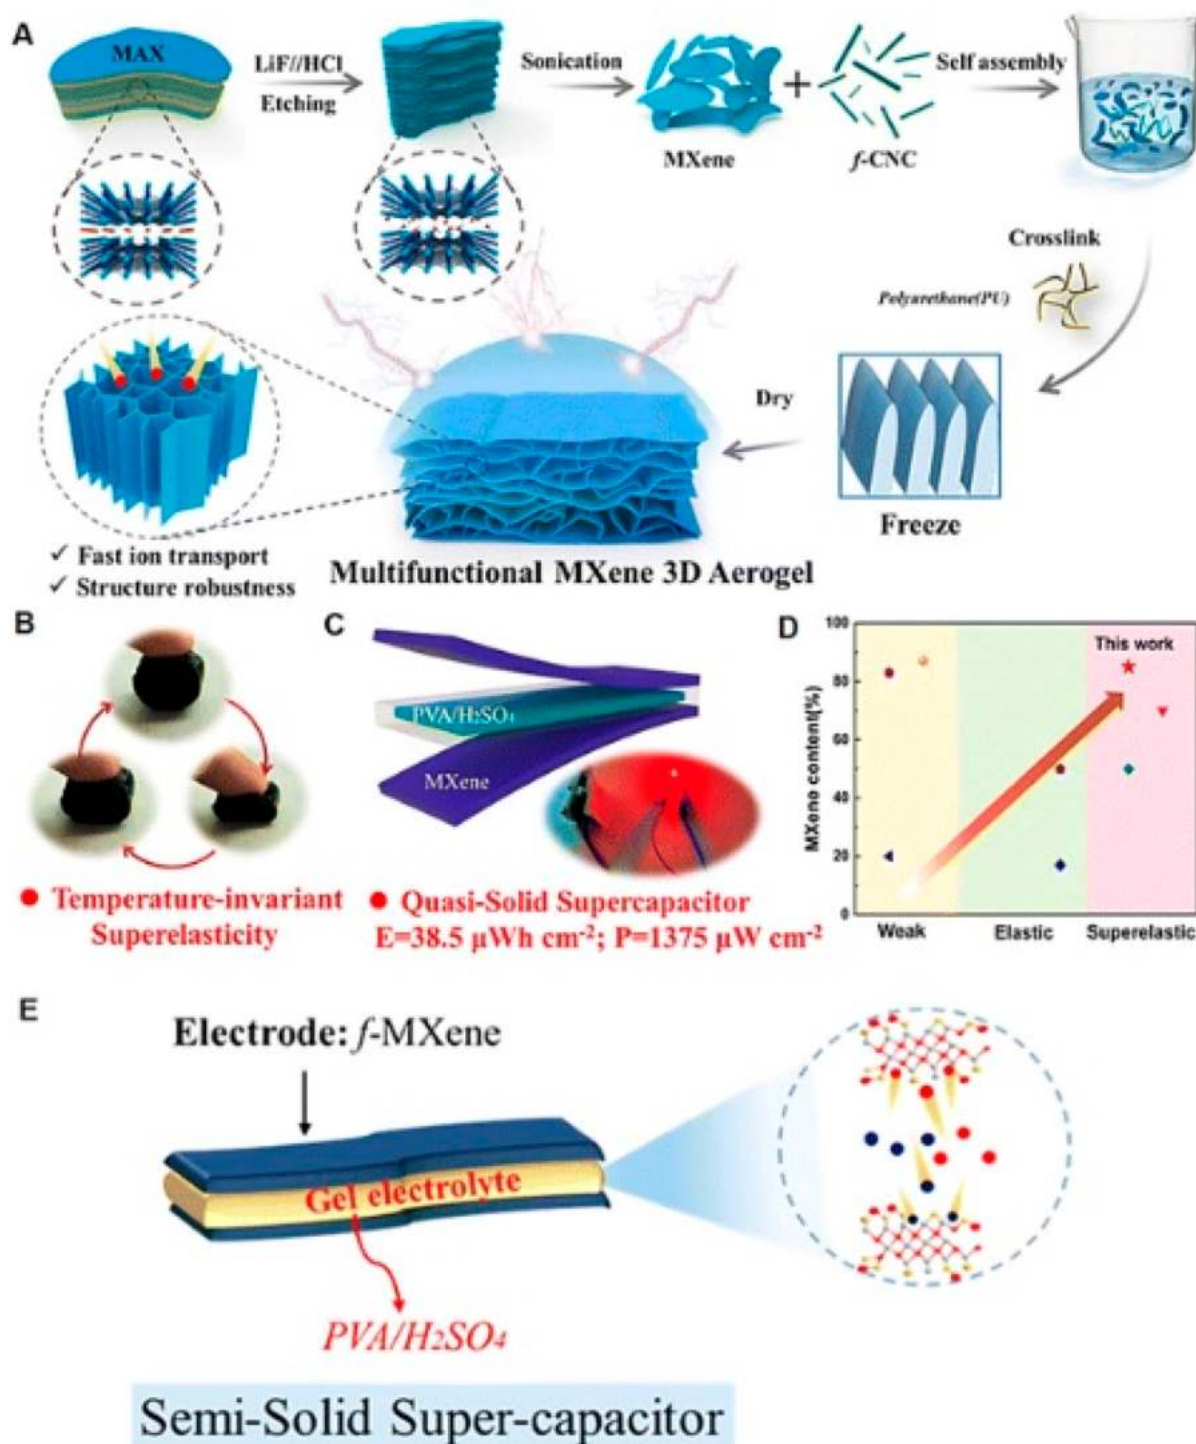 A
MAX
LiF//HCl
Etching
Sonication
MXene
+
f-CNC
Self assembly
Crosslink
Polyurethane(PU)
Freeze
Dry
✓ Fast ion transport
✓ Structure robustness
Multifunctional MXene 3D Aerogel
B
Temperature-invariant
Superelasticity
C
PVA/H₂SO₄
MXene
Quasi-Solid Supercapacitor
E=38.5 μWh cm⁻²; P=1375 μW cm⁻²
D
MXene content(%)
100
80
60
40
20
0
This work
Weak
Elastic
Superelastic
E
Electrode: f-MXene
Gel electrolyte
PVA/H₂SO₄
Semi-Solid Super-capacitor